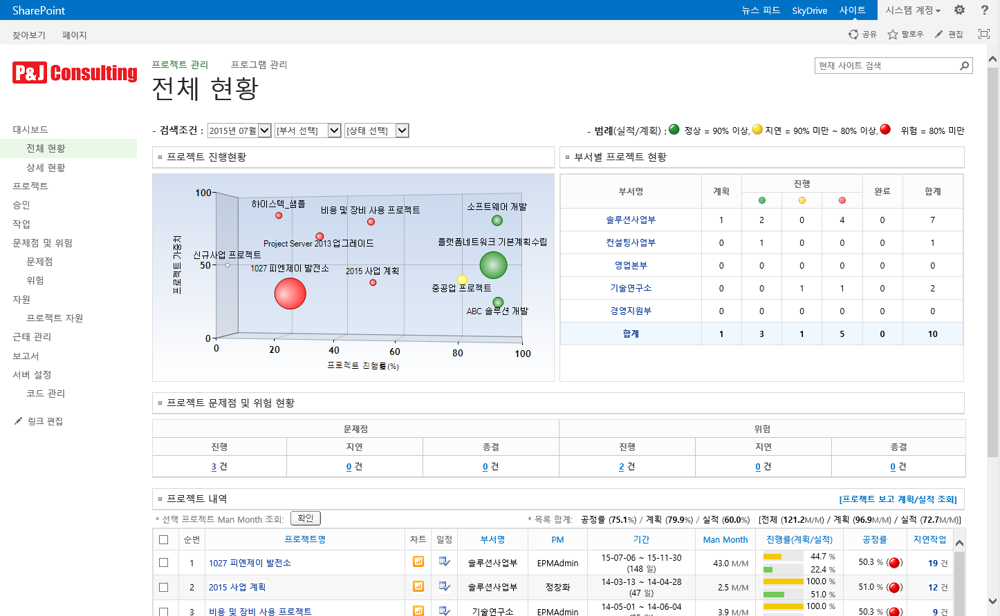 SharePoint 뉴스 피드 SkyDrive 사이트 시스템 계정 ?
찾아보기 페이지 공유 팔로우 편집
P&J Consulting
프로젝트 관리 프로그램 관리
현재 사이트 검색
전체 현황
대시보드
전체 현황
상세 현황
프로젝트
승인
작업
문제점 및 위험
문제점
위험
자원
프로젝트 자원
근태 관리
보고서
서버 설정
코드 관리
링크 편집
- 검색조건 : 2015년 07월 [부서 선택] [상태 선택]
- 범례(실적/계획) : 정상 = 90% 이상, 지연 = 90% 미만 ~ 80% 이상, 위험 = 80% 미만
프로젝트 진행현황
프로젝트 가중치
100
50
0
0 20 40 60 80 100
프로젝트 진행률(%)
하이스텍_샘플
비용 및 장비 사용 프로젝트
소프트웨어 개발
Project Server 2013 업그레이드
플랫폼네트워크 기본계획수립
신규사업 프로젝트
1027 피엔제이 발전소
2015 사업 계획
중공업 프로젝트
ABC 솔루션 개발
부서별 프로젝트 현황
부서명 계획 진행 완료 합계
솔루션사업부 1 2 0 4 0 7
컨설팅사업부 0 1 0 0 0 1
영업본부 0 0 0 0 0 0
기술연구소 0 0 1 1 0 2
경영지원부 0 0 0 0 0 0
합계 1 3 1 5 0 10
프로젝트 문제점 및 위험 현황
문제점 위험
진행 지연 종결 진행 지연 종결
3 건 0 건 0 건 2 건 0 건 0 건
프로젝트 내역 [프로젝트 보고 계획/실적 조회]
* 선택 프로젝트 Man Month 조회: 확인 * 목록 합계: 공정률 (75.1%) / 계획 (79.9%) / 실적 (60.0%) [전체 (121.2M/M) / 계획 (96.9M/M) / 실적 (72.7M/M)]
순번 프로젝트명 차트 일정 부서명 PM 기간 Man Month 진행률(계획/실적) 공정률 지연작업
1 1027 피엔제이 발전소 솔루션사업부 EPMAdmin 15-07-06 ~ 15-11-30 (148 일) 43.0 M/M 44.7 % 22.4 % 50.3 % ( ) 19 건
2 2015 사업 계획 솔루션사업부 정창화 14-03-13 ~ 14-04-28 (47 일) 2.5 M/M 100.0 % 51.0 % 51.0 % ( ) 12 건
3 비용 및 장비 사용 프로젝트 기술연구소 EPMAdmin 14-05-01 ~ 14-06-04 3.9 M/M 100.0 % 50.3 % ( ) 9 건